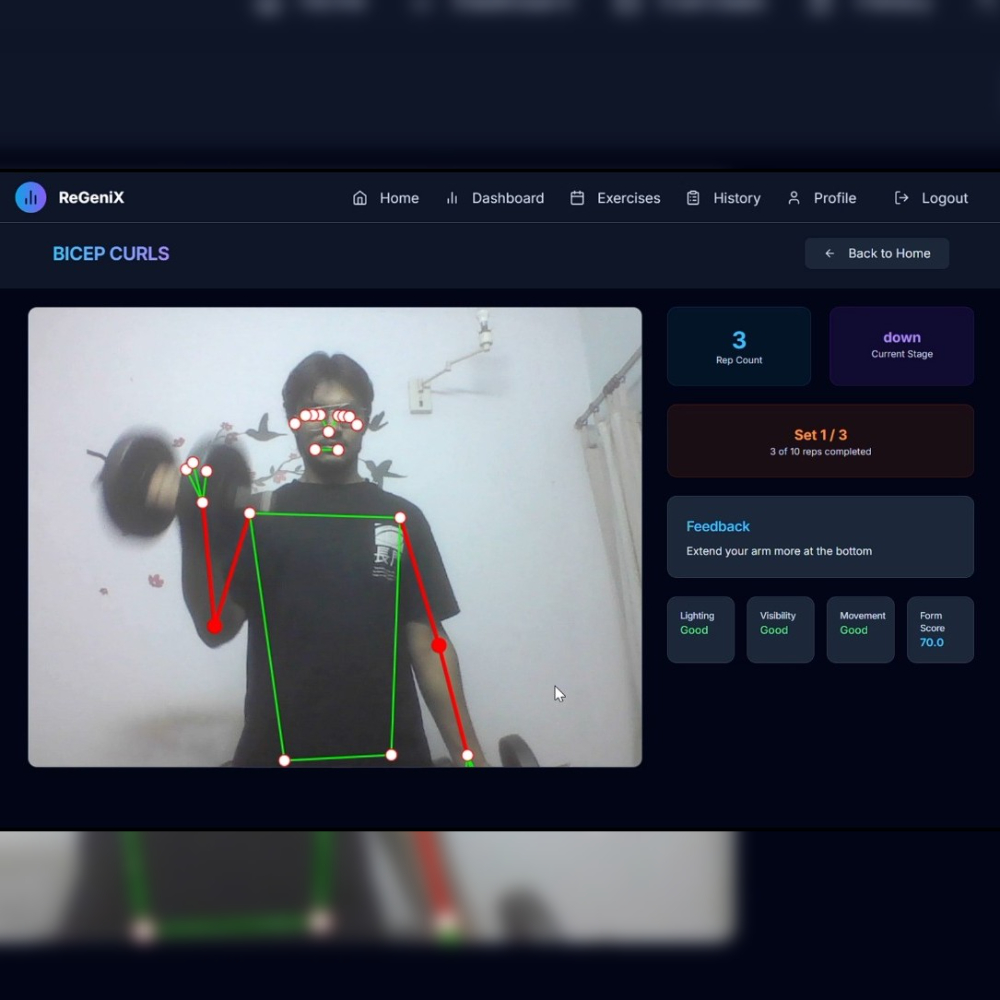 ReGeniX
Home
Dashboard
Exercises
History
Profile
Logout
BICEP CURLS
Back to Home
3
Rep Count
down
Current Stage
Set 1 / 3
3 of 10 reps completed
Feedback
Extend your arm more at the bottom
Lighting
Good
Visibility
Good
Movement
Good
Form
Score
70.0